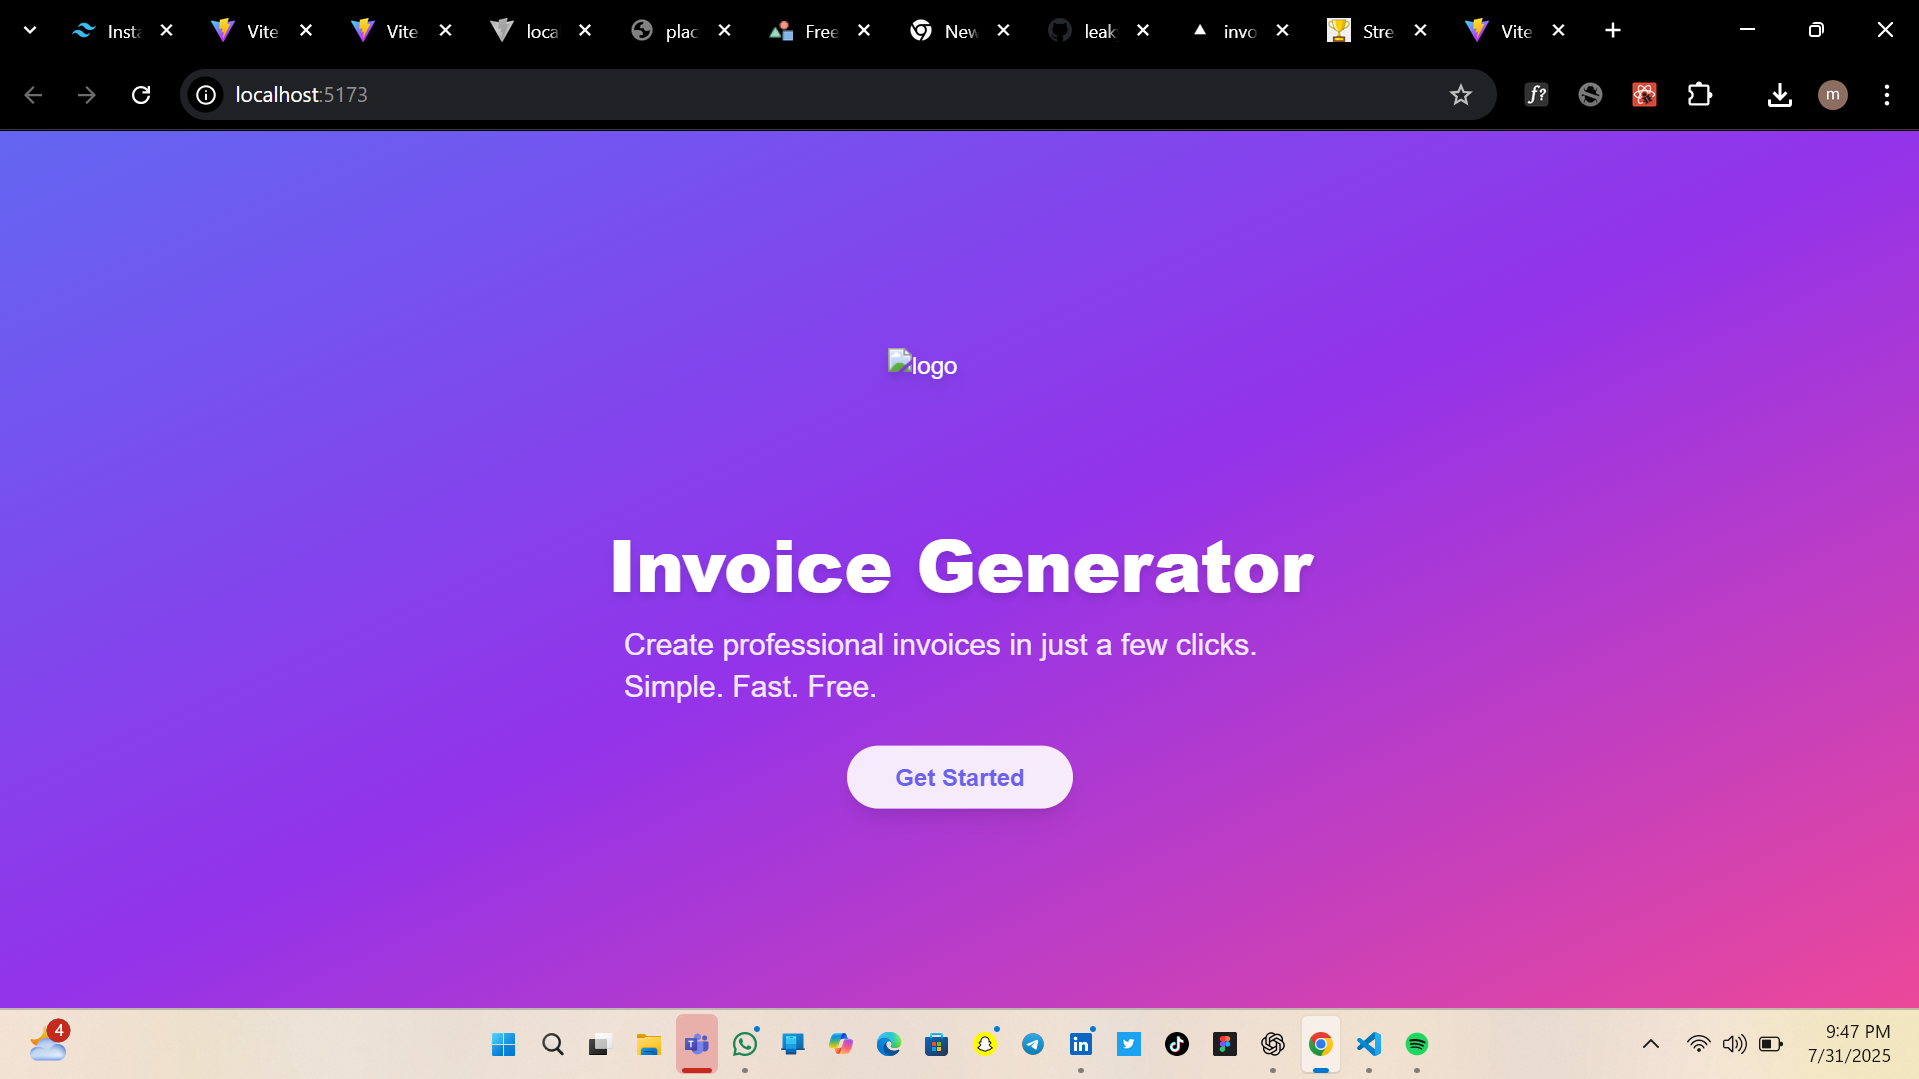 Insta
Vite
Vite
loca
plac
Free
New
leak
invo
Stre
Vite
localhost:5173
f?
m
logo
Invoice Generator
Create professional invoices in just a few clicks.
Simple. Fast. Free.
Get Started
4
9:47 PM
7/31/2025